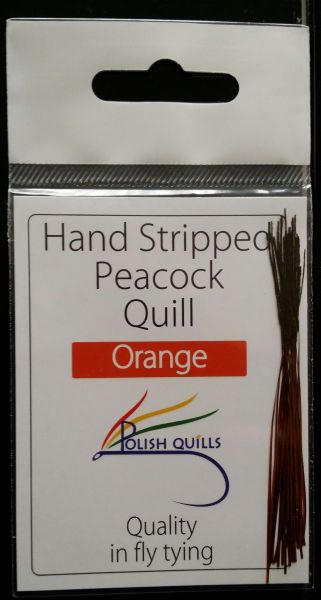 Hand Stripped
Peacock
Quill
Orange
POLISH QUILLS
Quality
in fly tying